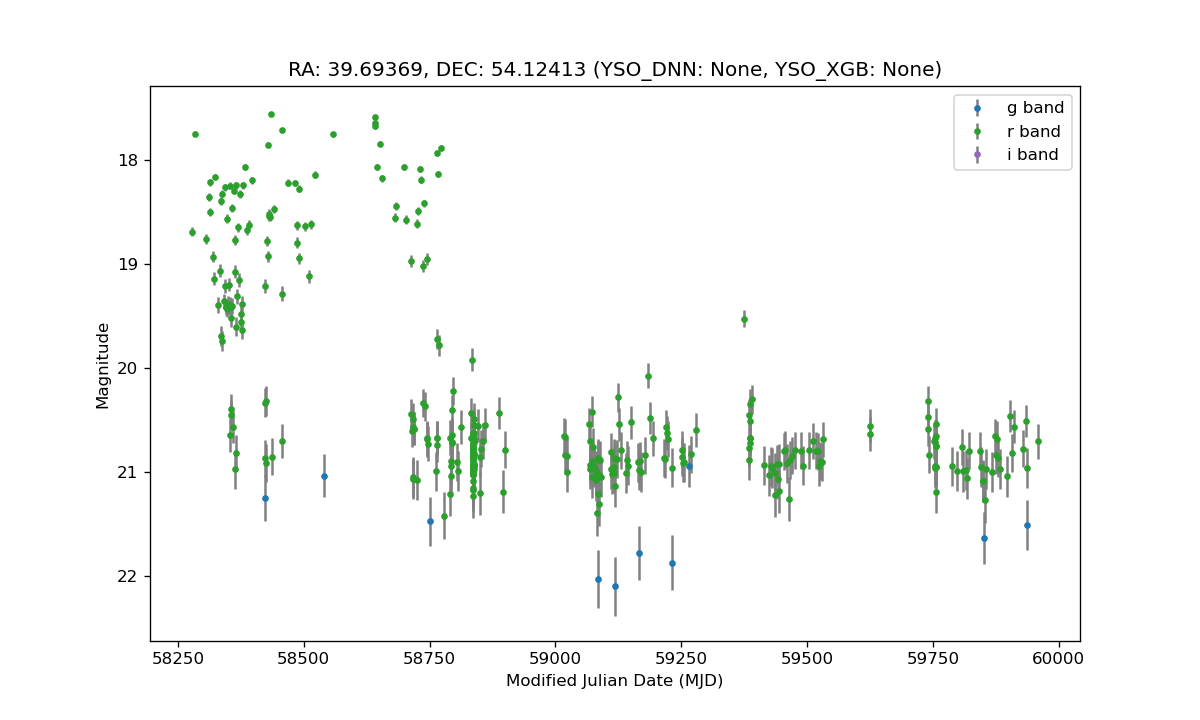 RA: 39.69369, DEC: 54.12413 (YSO_DNN: None, YSO_XGB: None)
g band
r band
i band
18
19
20
21
22
Magnitude
58250
58500
58750
59000
59250
59500
59750
60000
Modified Julian Date (MJD)